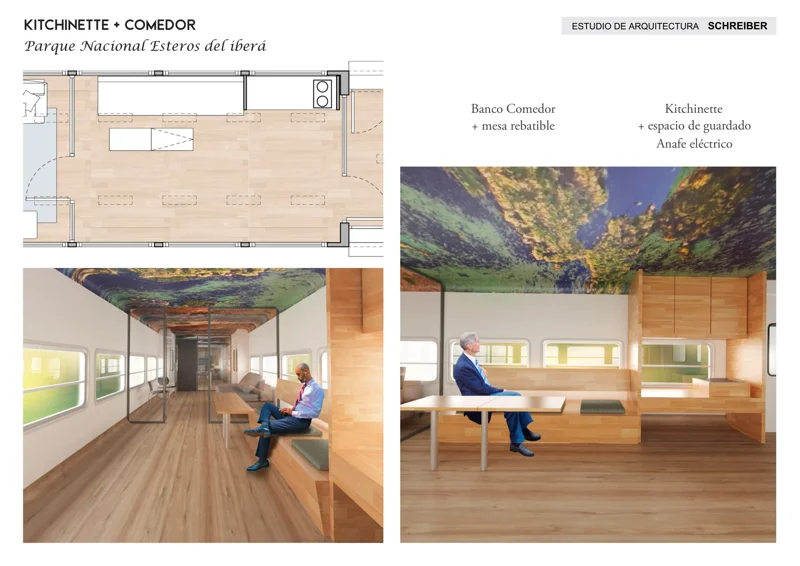 KITCHINETTE + COMEDOR
Parque Nacional Esteros del iberá
ESTUDIO DE ARQUITECTURA SCHREIBER
Banco Comedor
+ mesa rebatible
Kitchinette
+ espacio de guardado
Anafe eléctrico